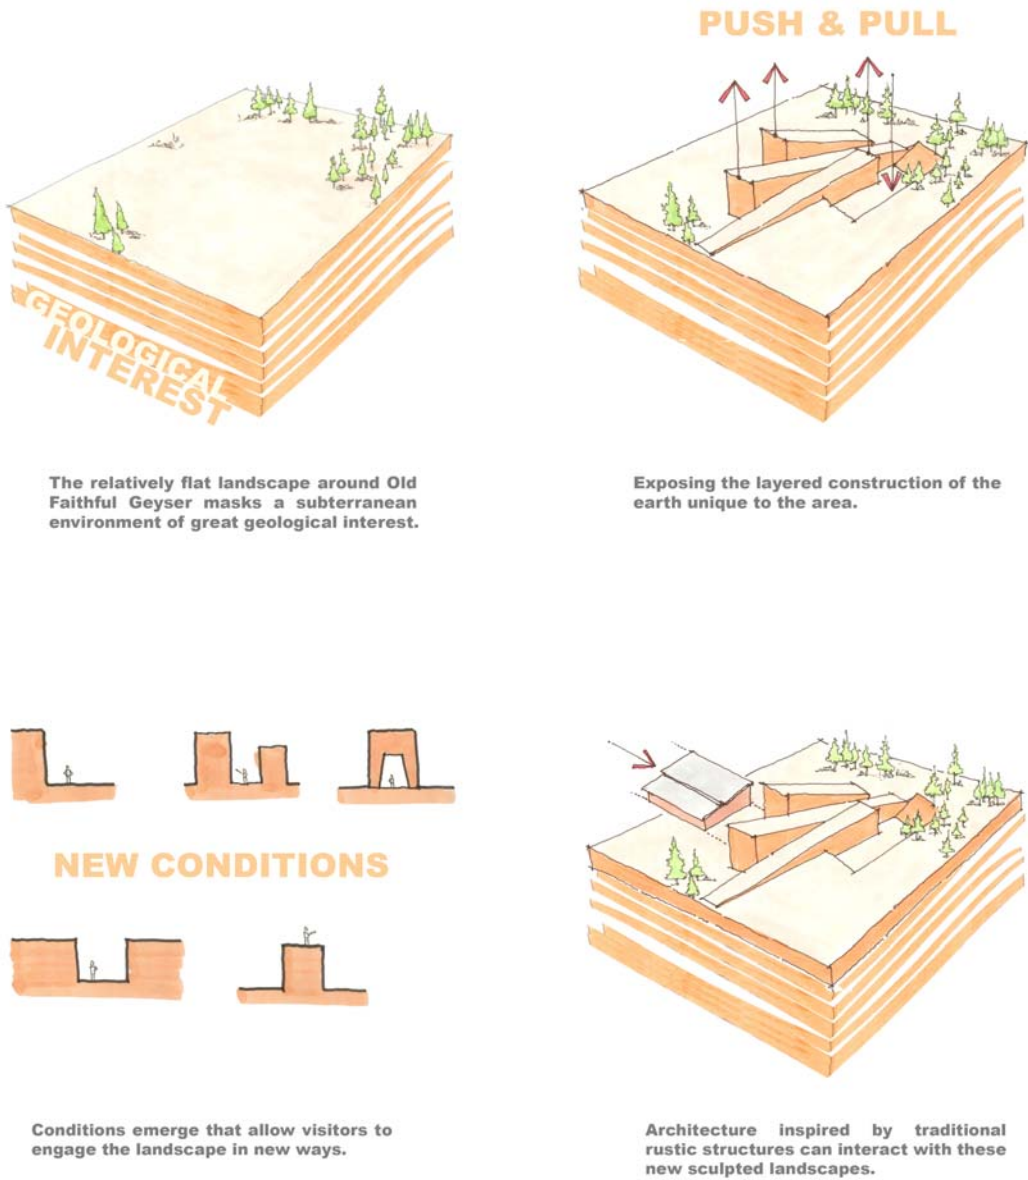 PUSH & PULL
GEOLOGICAL
INTEREST
The relatively flat landscape around Old
Faithful Geyser masks a subterranean
environment of great geological interest.
Exposing the layered construction of the
earth unique to the area.
NEW CONDITIONS
Conditions emerge that allow visitors to
engage the landscape in new ways.
Architecture inspired by traditional
rustic structures can interact with these
new sculpted landscapes.